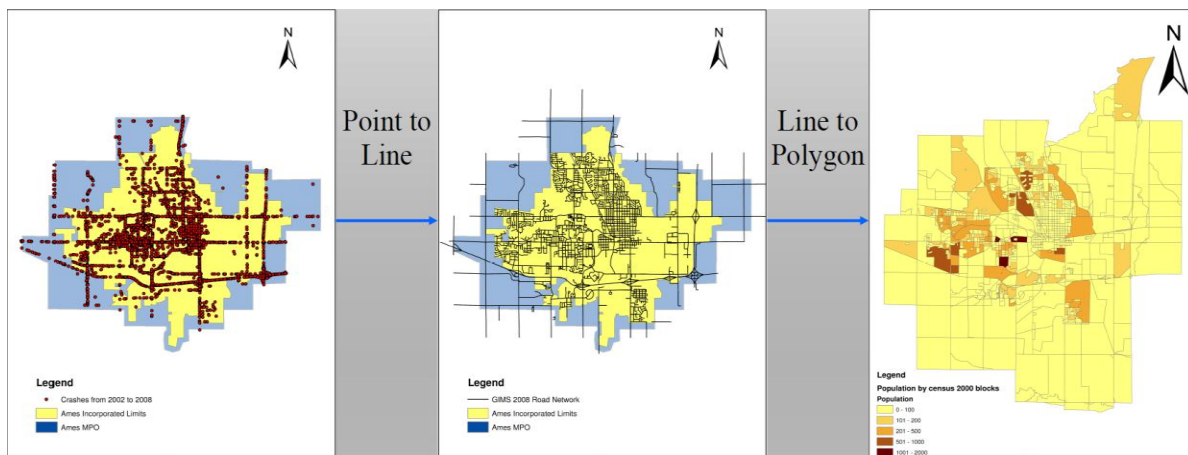 N
Legend
Crashes from 2002 to 2008
Ames Incorporated Limits
Ames MPO
Point to
Line
N
Legend
GIMS 2008 Road Network
Ames Incorporated Limits
Ames MPO
Line to
Polygon
N
Legend
Population by census 2000 blocks
Population
0 - 100
101 - 200
201 - 500
501 - 1000
1001 - 2000